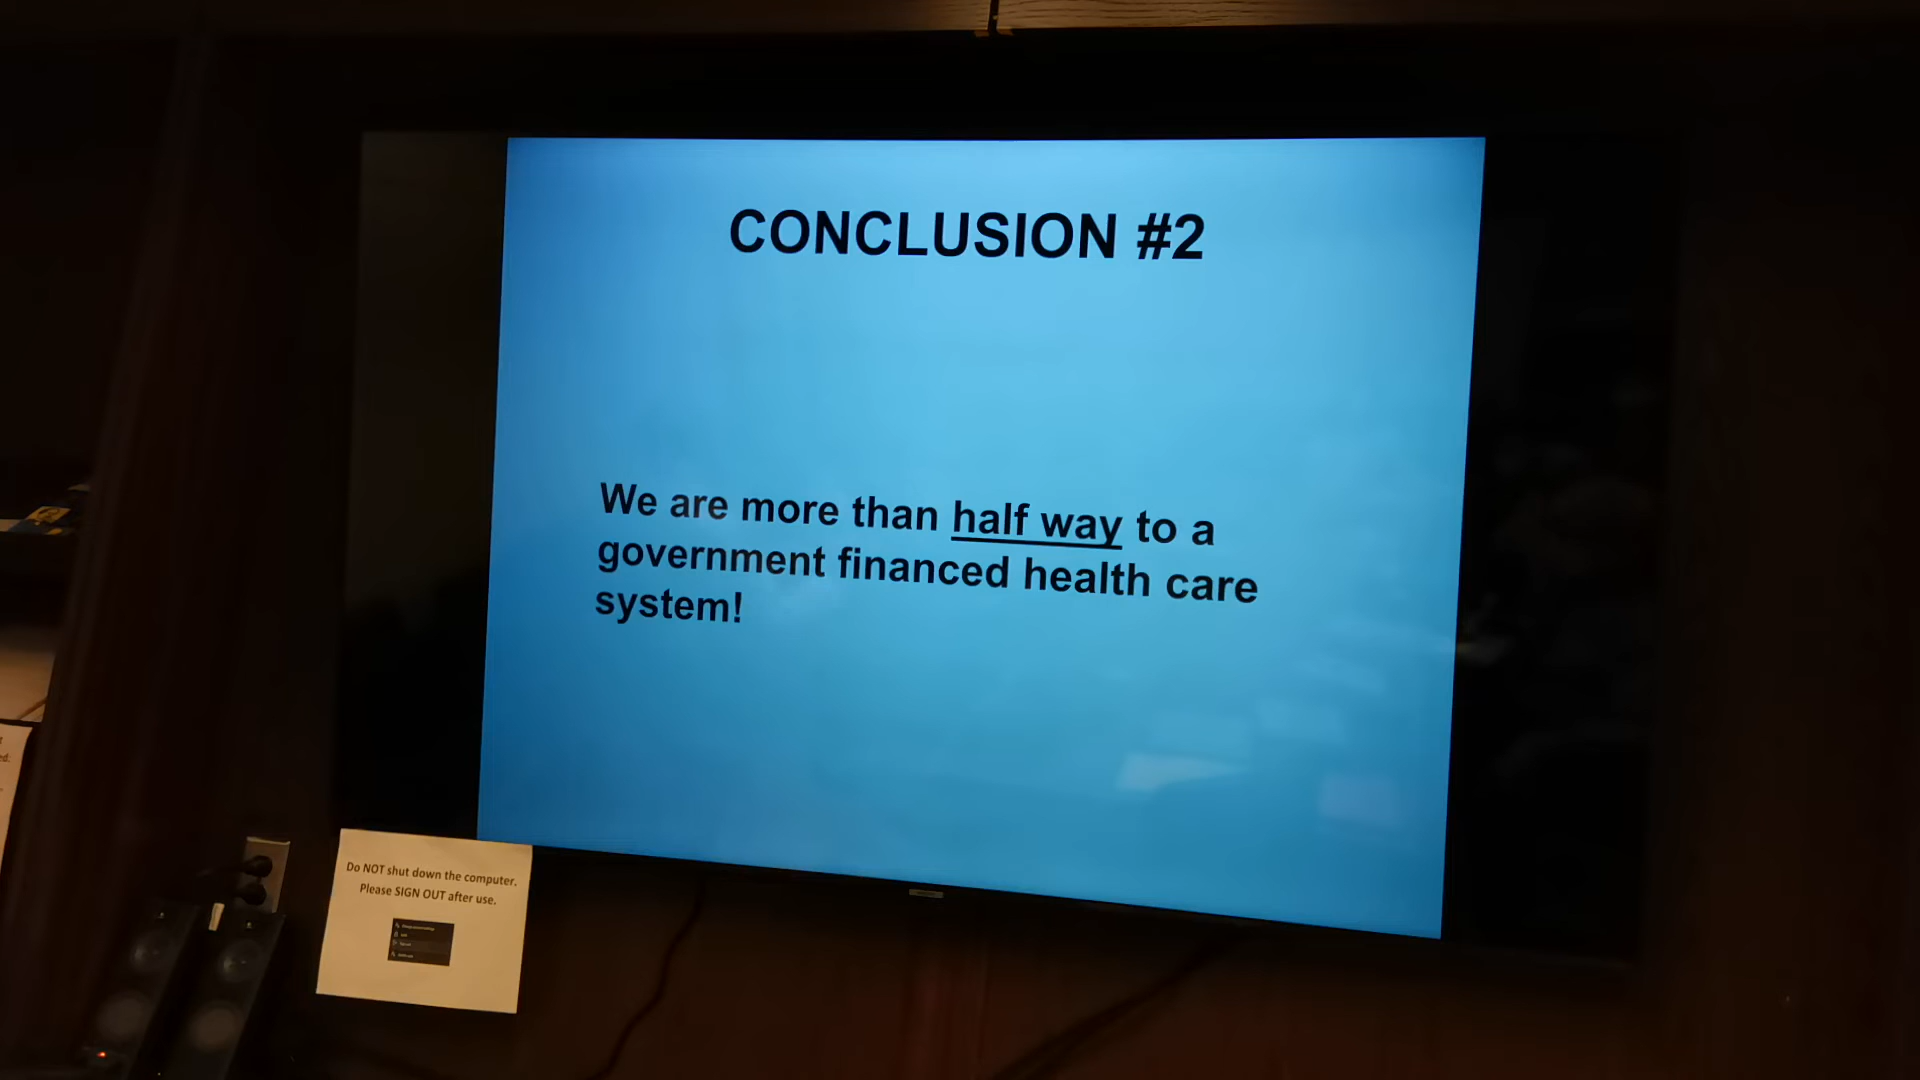 CONCLUSION #2
We are more than half way to a
government financed health care
system!
Do NOT shut down the computer.
Please SIGN OUT after use.